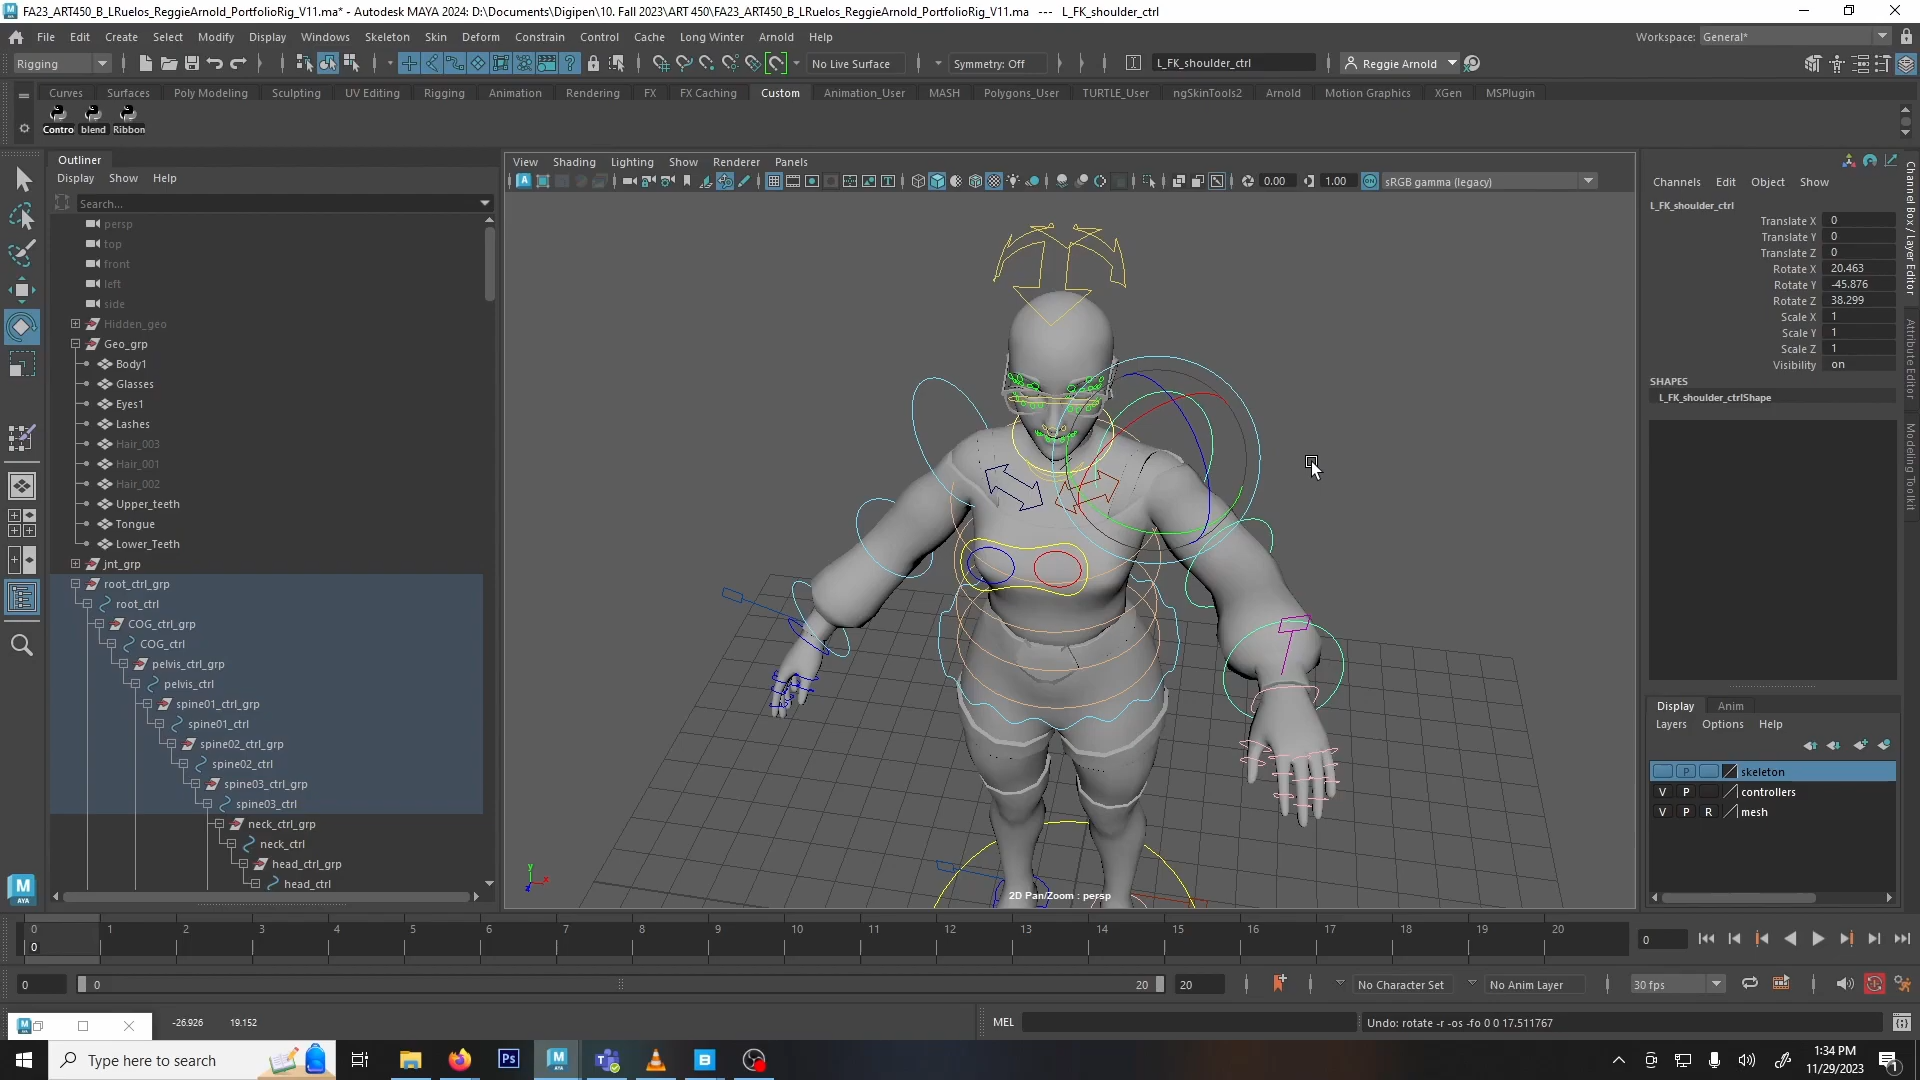 FA23_ART450_B_LRuelos_ReggieArnold_PortfolioRig_V11.ma* - Autodesk MAYA 2024: D:\Documents\Digipen\10. Fall 2023\ART 450\FA23_ART450_B_LRuelos_ReggieArnold_PortfolioRig_V11.ma --- L_FK_shoulder_ctrl
File Edit Create Select Modify Display Windows Skeleton Skin Deform Constrain Control Cache Long Winter Arnold Help Workspace: General*
Rigging No Live Surface Symmetry: Off L_FK_shoulder_ctrl Reggie Arnold
Curves Surfaces Poly Modeling Sculpting UV Editing Rigging Animation Rendering FX FX Caching Custom Animation_User MASH Polygons_User TURTLE_User ngSkinTools2 Arnold Motion Graphics XGen MSPlugin
Contro blend Ribbon
Outliner
Display Show Help
Search...
persp
top
front
left
side
Hidden_geo
Geo_grp
Body1
Glasses
Eyes1
Lashes
Hair_003
Hair_001
Hair_002
Upper_teeth
Tongue
Lower_Teeth
jnt_grp
root_ctrl_grp
root_ctrl
COG_ctrl_grp
COG_ctrl
pelvis_ctrl_grp
pelvis_ctrl
spine01_ctrl_grp
spine01_ctrl
spine02_ctrl_grp
spine02_ctrl
spine03_ctrl_grp
spine03_ctrl
neck_ctrl_grp
neck_ctrl
head_ctrl_grp
head_ctrl
View Shading Lighting Show Renderer Panels
0.00 1.00 sRGB gamma (legacy)
y
x
z
2D Pan/Zoom : persp
Channels Edit Object Show
L_FK_shoulder_ctrl
Translate X 0
Translate Y 0
Translate Z 0
Rotate X 20.463
Rotate Y -45.876
Rotate Z 38.299
Scale X 1
Scale Y 1
Scale Z 1
Visibility on
SHAPES
L_FK_shoulder_ctrlShape
Channel Box / Layer Editor
Attribute Editor
Modeling Toolkit
Display Anim
Layers Options Help
P skeleton
V P controllers
V P R mesh
AYA
0 1 2 3 4 5 6 7 8 9 10 11 12 13 14 15 16 17 18 19 20
0 0
0 0 20 20 No Character Set No Anim Layer 30 fps
-26.926 19.152 MEL Undo: rotate -r -os -fo 0 0 17.511767
Type here to search
1:34 PM
11/29/2023
1